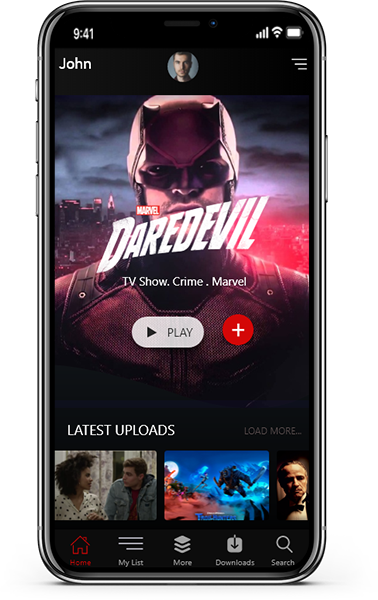 9:41
John
MARVEL
DAREDEVIL
TV Show. Crime . Marvel
PLAY
LATEST UPLOADS
LOAD MORE...
Home
My List
More
Downloads
Search